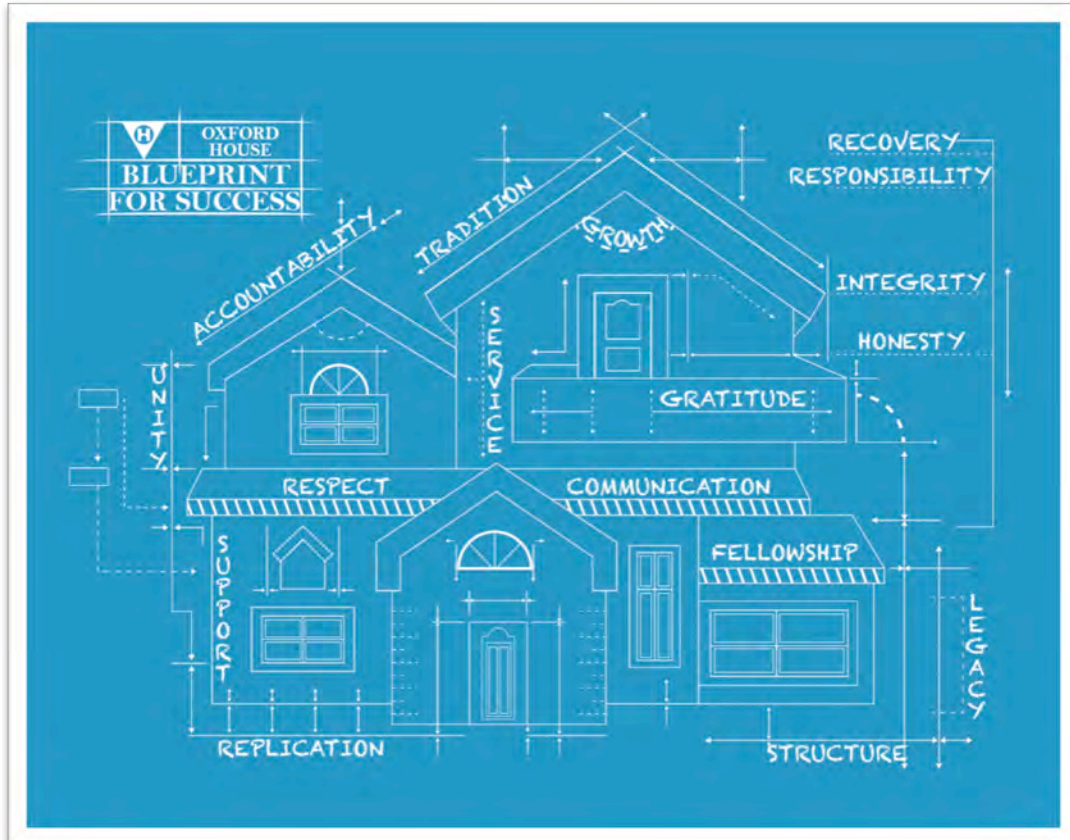 H
OXFORD
HOUSE
BLUEPRINT
FOR SUCCESS
RECOVERY
RESPONSIBILITY
ACCOUNTABILITY
TRADITION
GROWTH
INTEGRITY
HONESTY
UNITY
SERVICE
GRATITUDE
RESPECT
COMMUNICATION
SUPPORT
FELLOWSHIP
LEGACY
REPLICATION
STRUCTURE